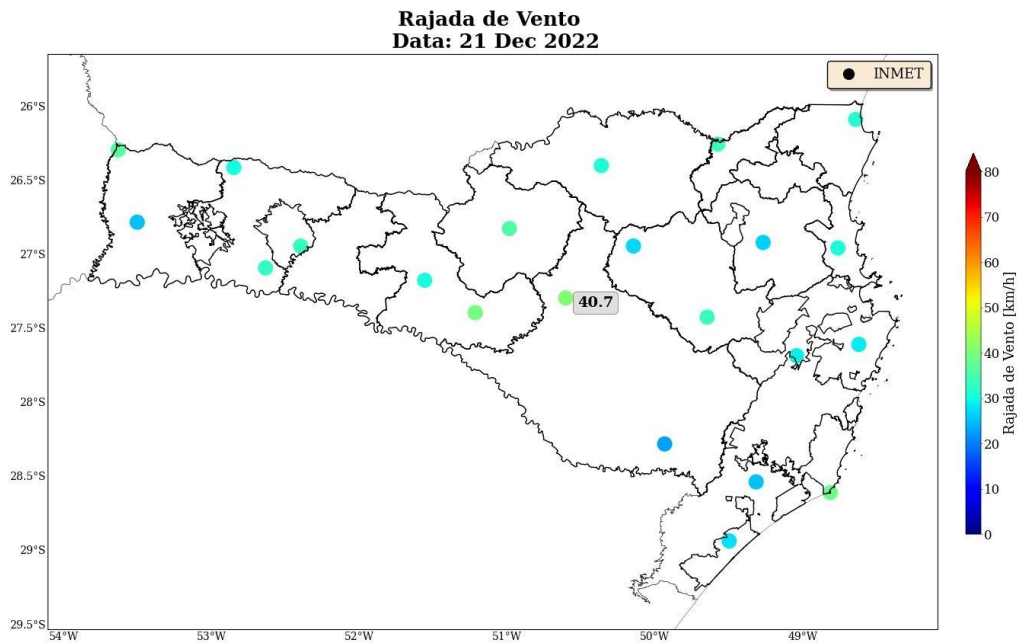 Rajada de Vento
Data: 21 Dec 2022
INMET
26°S
26.5°S
27°S
27.5°S
28°S
28.5°S
29°S
29.5°S
40.7
54°W
53°W
52°W
51°W
50°W
49°W
80
70
60
50
40
30
20
10
0
Rajada de Vento [km/h]